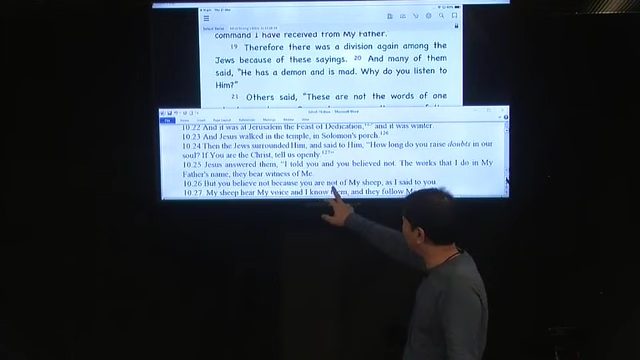 command I have received from My Father.
19 Therefore there was a division again among the
Jews because of these sayings. 20 And many of them
said, "He has a demon and is mad. Why do you listen to
Him?"
21 Others said, "These are not the words of one
10.22 And it was at Jerusalem the Feast of Dedication, and it was winter.
10.23 And Jesus walked in the temple, in Solomon's porch.
10.24 Then the Jews surrounded Him, and said to Him, "How long do you raise doubts in our
soul? If You are the Christ, tell us openly.
10.25 Jesus answered them, "I told you and you believed not. The works that I do in My
Father's name, they bear witness of Me.
10.26 But you believe not because you are not of My sheep, as I said to you.
10.27. My sheep hear My voice and I know them, and they follow